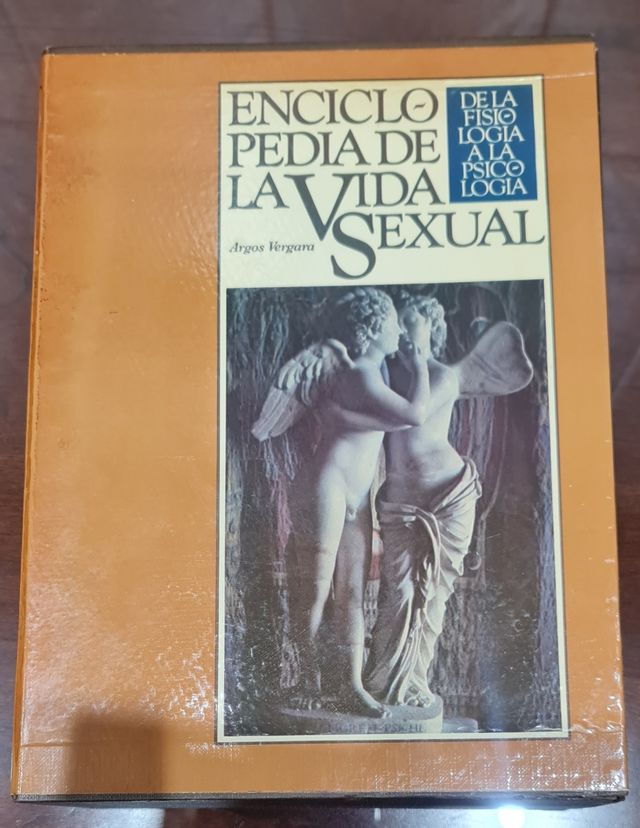 ENCICLO-
PEDIA DE
LA VIDA
SEXUAL
Argos Vergara
DE LA
FISIO-
LOGIA
A LA
PSICO-
LOGIA